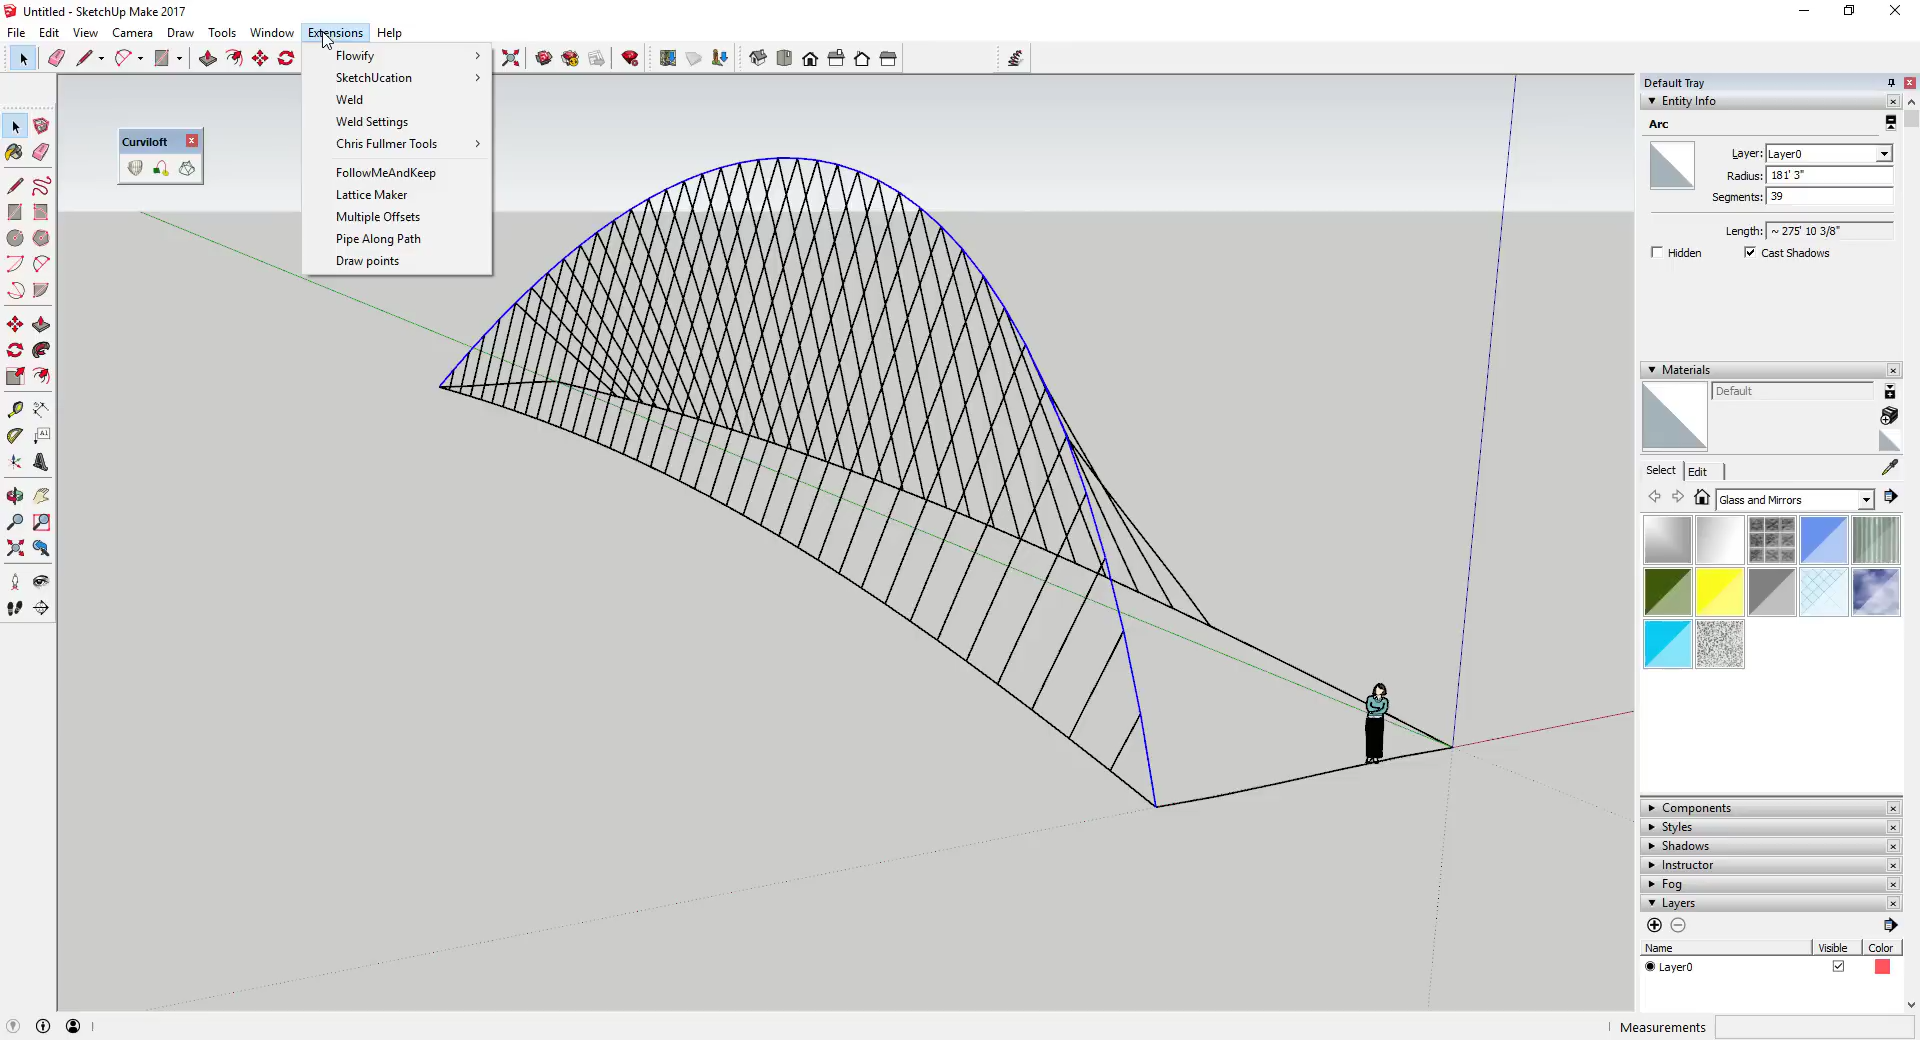 Untitled - SketchUp Make 2017
File Edit View Camera Draw Tools Window Extensions Help
Flowify
SketchUcation
Weld
Weld Settings
Chris Fullmer Tools
FollowMeAndKeep
Lattice Maker
Multiple Offsets
Pipe Along Path
Draw points
Curviloft
A1
Default Tray
Entity Info
Arc
Layer: Layer0
Radius: 181' 3"
Segments: 39
Length: ~ 275' 10 3/8"
Hidden Cast Shadows
Materials
Default
Select Edit
Glass and Mirrors
Components
Styles
Shadows
Instructor
Fog
Layers
Name Visible Color
Layer0
Measurements